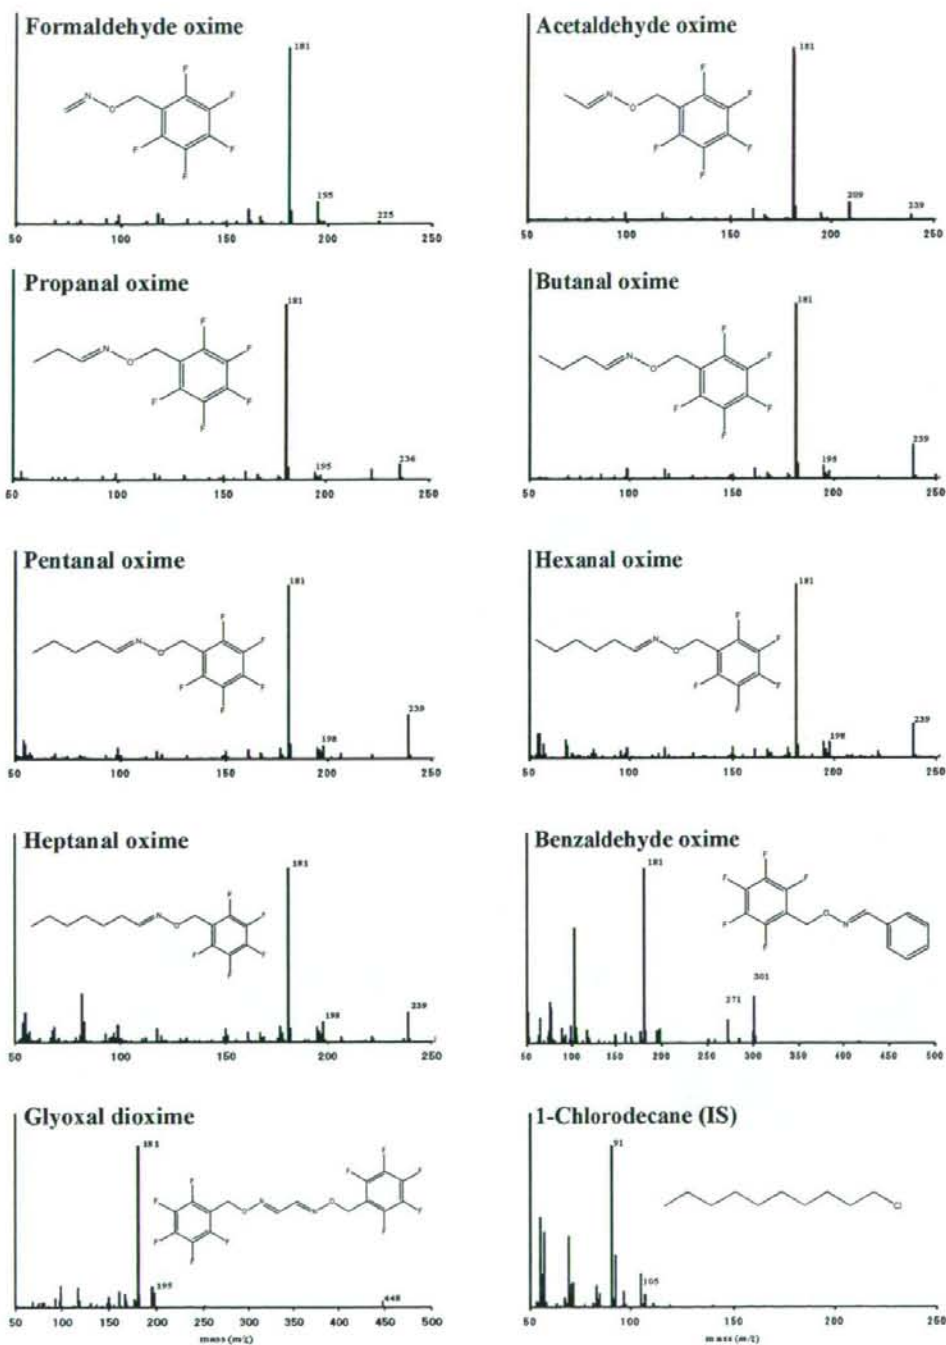 Formaldehyde oxime
181
N
O
F
F
F
F
F
195
225
50 100 150 200 250
Acetaldehyde oxime
181
N
O
F
F
F
F
F
209
239
50 100 150 200 250
Propanal oxime
181
N
O
F
F
F
F
F
195
236
50 100 150 200 250
Butanal oxime
181
N
O
F
F
F
F
F
195
239
50 100 150 200 250
Pentanal oxime
181
N
O
F
F
F
F
F
198
239
50 100 150 200 250
Hexanal oxime
181
N
O
F
F
F
F
F
198
239
50 100 150 200 250
Heptanal oxime
181
N
O
F
F
F
F
F
198
239
50 100 150 200 250
Benzaldehyde oxime
181
F
F
F
F
F
O
N
271
301
50 100 150 200 250 300 350 400 450 500
Glyoxal dioxime
181
F
F
F
F
F
O
N
N
O
F
F
F
F
F
195
448
50 100 150 200 250 300 350 400 450 500
mass (m/z)
1-Chlorodecane (IS)
91
Cl
105
50 100 150 200 250
mass (m/z)